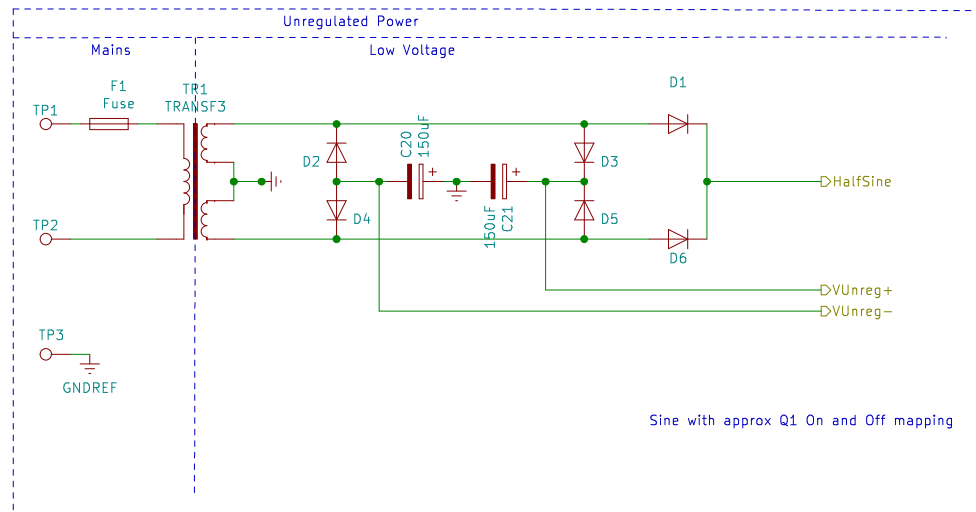 Unregulated Power
Mains
Low Voltage
F1
Fuse
TR1
TRANSF3
D1
TP1
D2
C20
150uF
D3
HalfSine
D4
150uF
C21
D5
TP2
D6
VUnreg+
VUnreg-
TP3
GNDREF
Sine with approx Q1 On and Off mapping